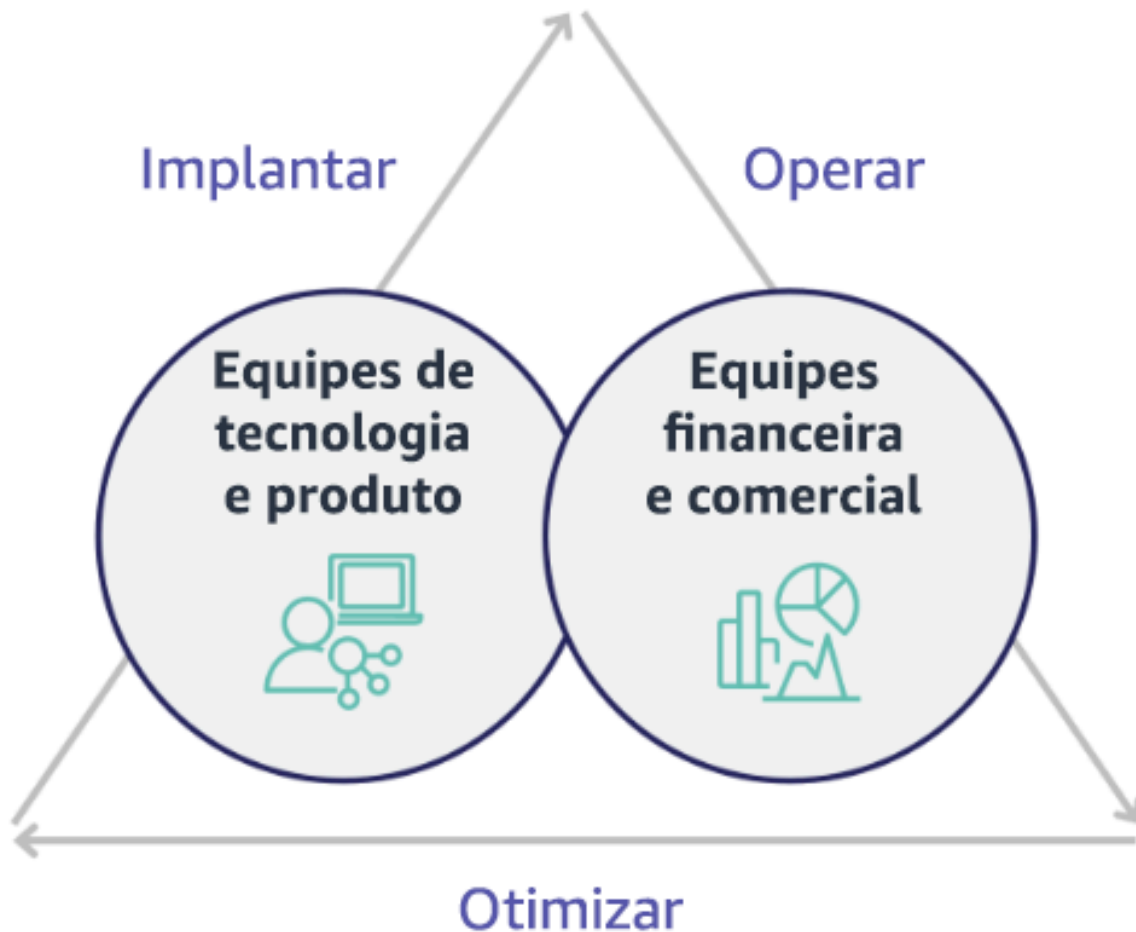 Implantar
Operar
Equipes de
tecnologia
e produto
Equipes
financeira
e comercial
Otimizar